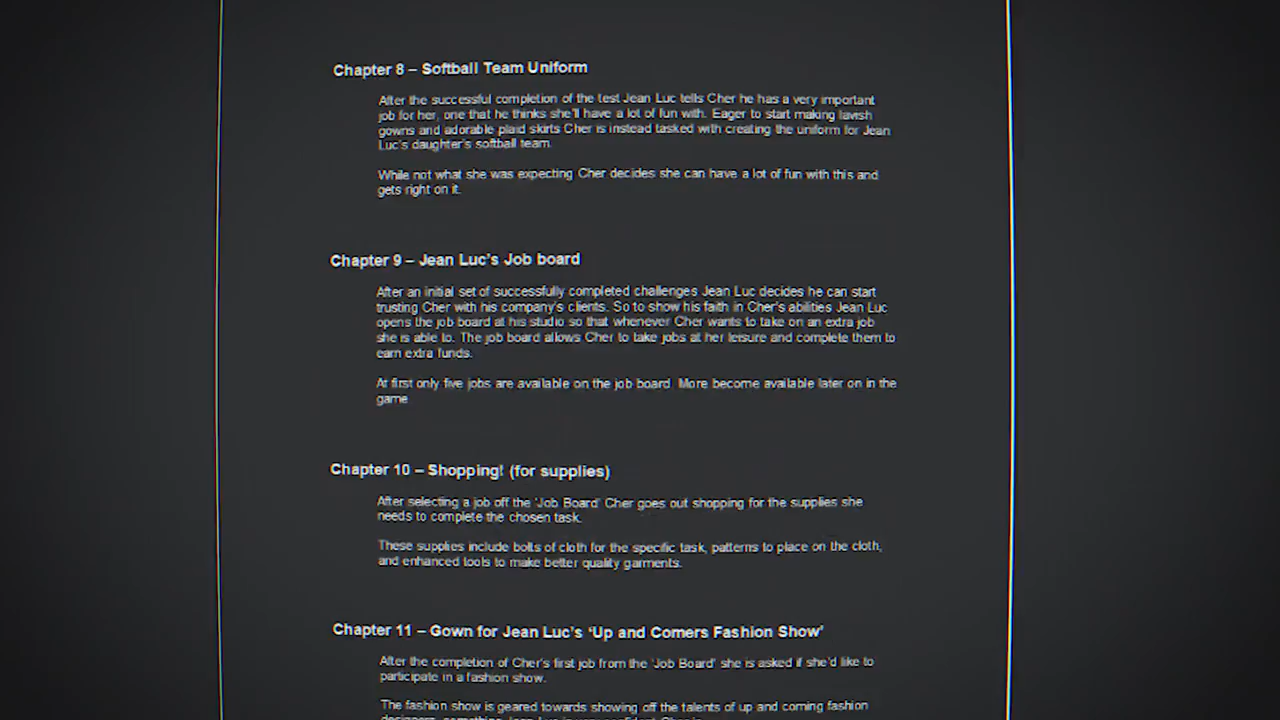 Chapter 8 – Softball Team Uniform
After the successful completion of the test Jean Luc tells Cher he has a very important
job for her, one that he thinks she'll have a lot of fun with. Eager to start making lavish
gowns and adorable plaid skirts Cher is instead tasked with creating the uniform for Jean
Luc's daughter's softball team.
While not what she was expecting Cher decides she can have a lot of fun with this and
gets right on it.
Chapter 9 – Jean Luc's Job board
After an initial set of successfully completed challenges Jean Luc decides he can start
trusting Cher with his company's clients. So to show his faith in Cher's abilities Jean Luc
opens the job board at his studio so that whenever Cher wants to take on an extra job
she is able to. The job board allows Cher to take jobs at her leisure and complete them to
earn extra funds.
At first only five jobs are available on the job board. More become available later on in the
game
Chapter 10 – Shopping! (for supplies)
After selecting a job off the 'Job Board' Cher goes out shopping for the supplies she
needs to complete the chosen task.
These supplies include bolts of cloth for the specific task, patterns to place on the cloth,
and enhanced tools to make better quality garments.
Chapter 11 – Gown for Jean Luc's 'Up and Comers Fashion Show'
After the completion of Cher's first job from the 'Job Board' she is asked if she'd like to
participate in a fashion show.
The fashion show is geared towards showing off the talents of up and coming fashion